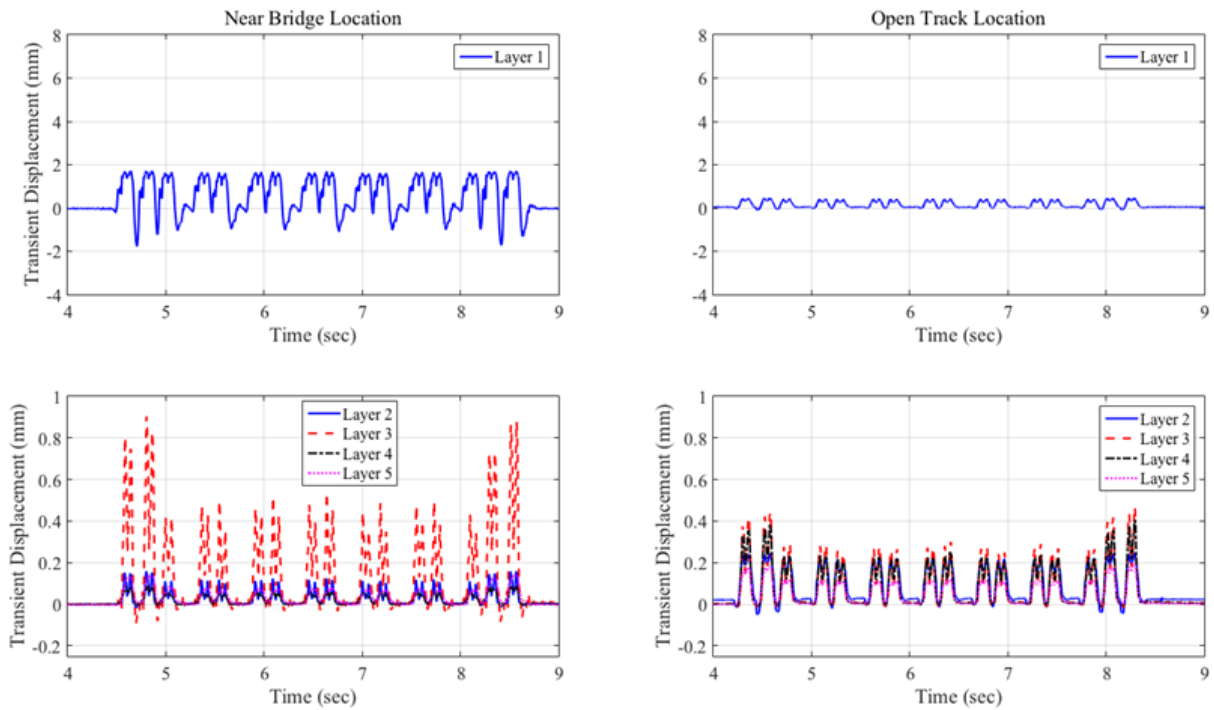 Near Bridge Location
Transient Displacement (mm)
8
6
4
2
0
-2
-4
Layer 1
4 5 6 7 8 9
Time (sec)
Open Track Location
Transient Displacement (mm)
8
6
4
2
0
-2
-4
Layer 1
4 5 6 7 8 9
Time (sec)
Transient Displacement (mm)
1
0.8
0.6
0.4
0.2
0
-0.2
Layer 2
Layer 3
Layer 4
Layer 5
4 5 6 7 8 9
Time (sec)
Transient Displacement (mm)
1
0.8
0.6
0.4
0.2
0
-0.2
Layer 2
Layer 3
Layer 4
Layer 5
4 5 6 7 8 9
Time (sec)